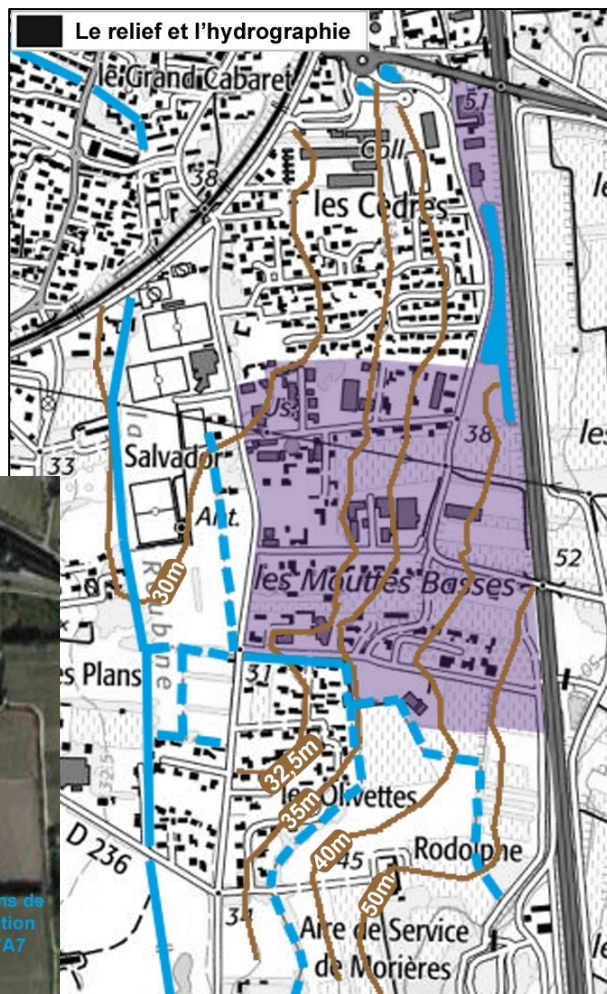 Le relief et l’hydrographie
le Grand Cabaret
51
Coll.
38
les Cèdres
la Roubine
Us.
38
33
Salvador
Ant.
52
30m
les Mouttes Basses
es Plans
31
32,5m
les Olivettes
35m
40m
45
Rodolphe
D 236
50m
34
Aire de Service
de Morières
ns de
tion
A7